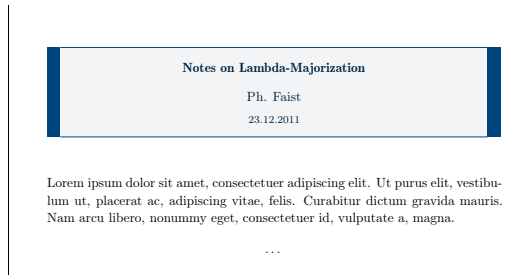 Notes on Lambda-Majorization
Ph. Faist
23.12.2011
Lorem ipsum dolor sit amet, consectetuer adipiscing elit. Ut purus elit, vestibu-
lum ut, placerat ac, adipiscing vitae, felis. Curabitur dictum gravida mauris.
Nam arcu libero, nonummy eget, consectetuer id, vulputate a, magna.
...